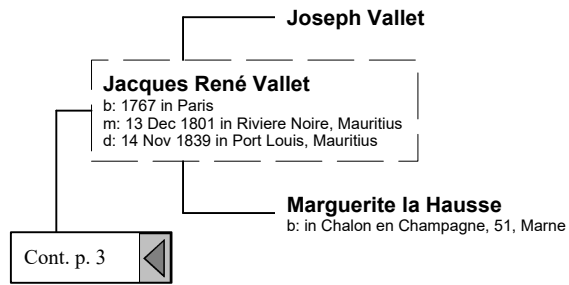 Joseph Vallet
Jacques René Vallet
b: 1767 in Paris
m: 13 Dec 1801 in Riviere Noire, Mauritius
d: 14 Nov 1839 in Port Louis, Mauritius
Marguerite la Hausse
b: in Chalon en Champagne, 51, Marne
Cont. p. 3